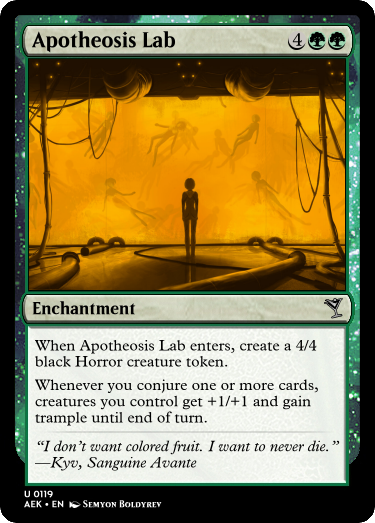 Apotheosis Lab 4
Enchantment
When Apotheosis Lab enters, create a 4/4
black Horror creature token.
Whenever you conjure one or more cards,
creatures you control get +1/+1 and gain
trample until end of turn.
“I don’t want colored fruit. I want to never die.”
—Kyv, Sanguine Avante
U 0119
AEK • EN Semyon Boldyrev